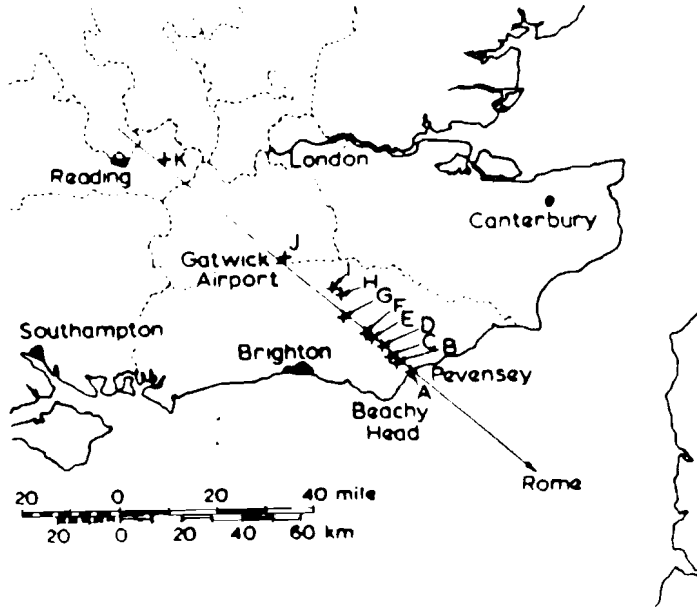 K
Reading
London
Canterbury
J
Gatwick
Airport
I
H
G
F
E
D
C
B
Southampton
Brighton
Pevensey
A
Beachy
Head
Rome
20 0 20 40 mile
20 0 20 40 60 km